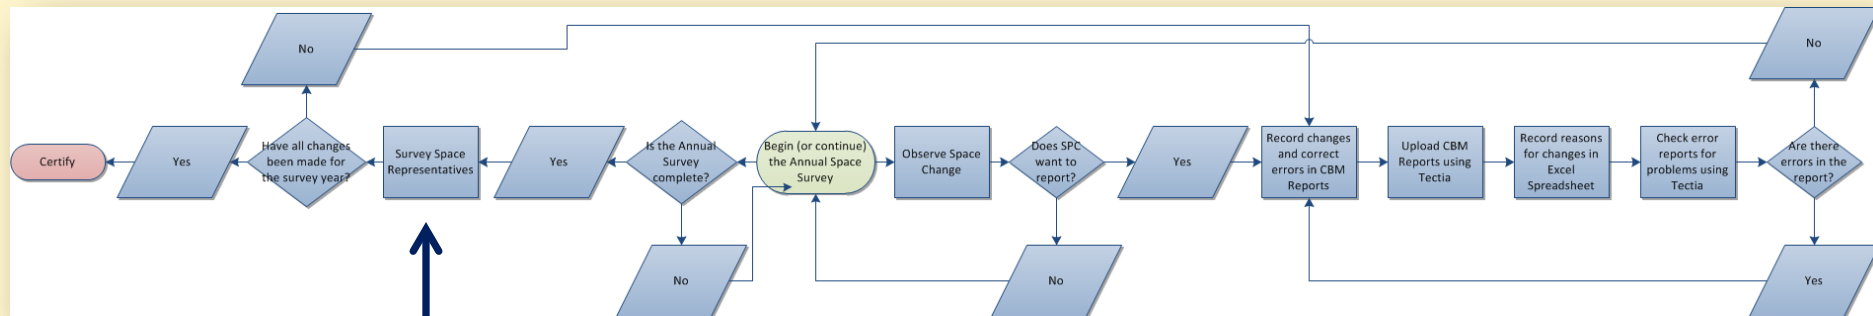 No
No
Certify
Yes
Have all changes
been made for
the survey year?
Survey Space
Representatives
Yes
Is the Annual
Survey
complete?
Begin (or continue)
the Annual Space
Survey
Observe Space
Change
Does SPC
want to
report?
Yes
Record changes
and correct
errors in CBM
Reports
Upload CBM
Reports using
Tectia
Record reasons
for changes in
Excel
Spreadsheet
Check error
reports for
problems using
Tectia
Are there
errors in the
report?
No
No
Yes